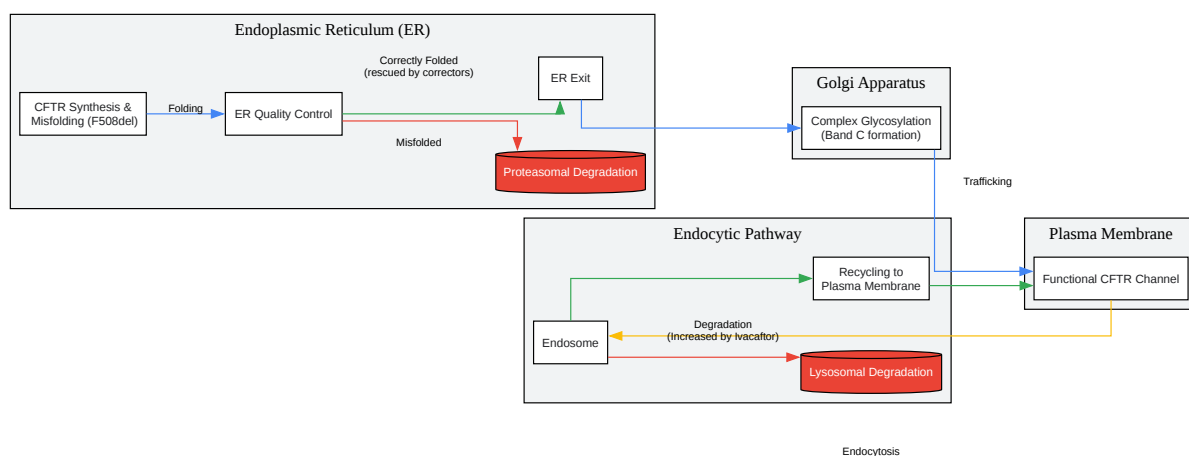 Endoplasmic Reticulum (ER)
Correctly Folded
(rescued by correctors)
ER Exit
CFTR Synthesis &
Misfolding (F508del)
Folding
ER Quality Control
Misfolded
Proteasomal Degradation
Golgi Apparatus
Complex Glycosylation
(Band C formation)
Trafficking
Endocytic Pathway
Plasma Membrane
Recycling to
Plasma Membrane
Functional CFTR Channel
Degradation
(Increased by Ivacaftor)
Endosome
Lysosomal Degradation
Endocytosis